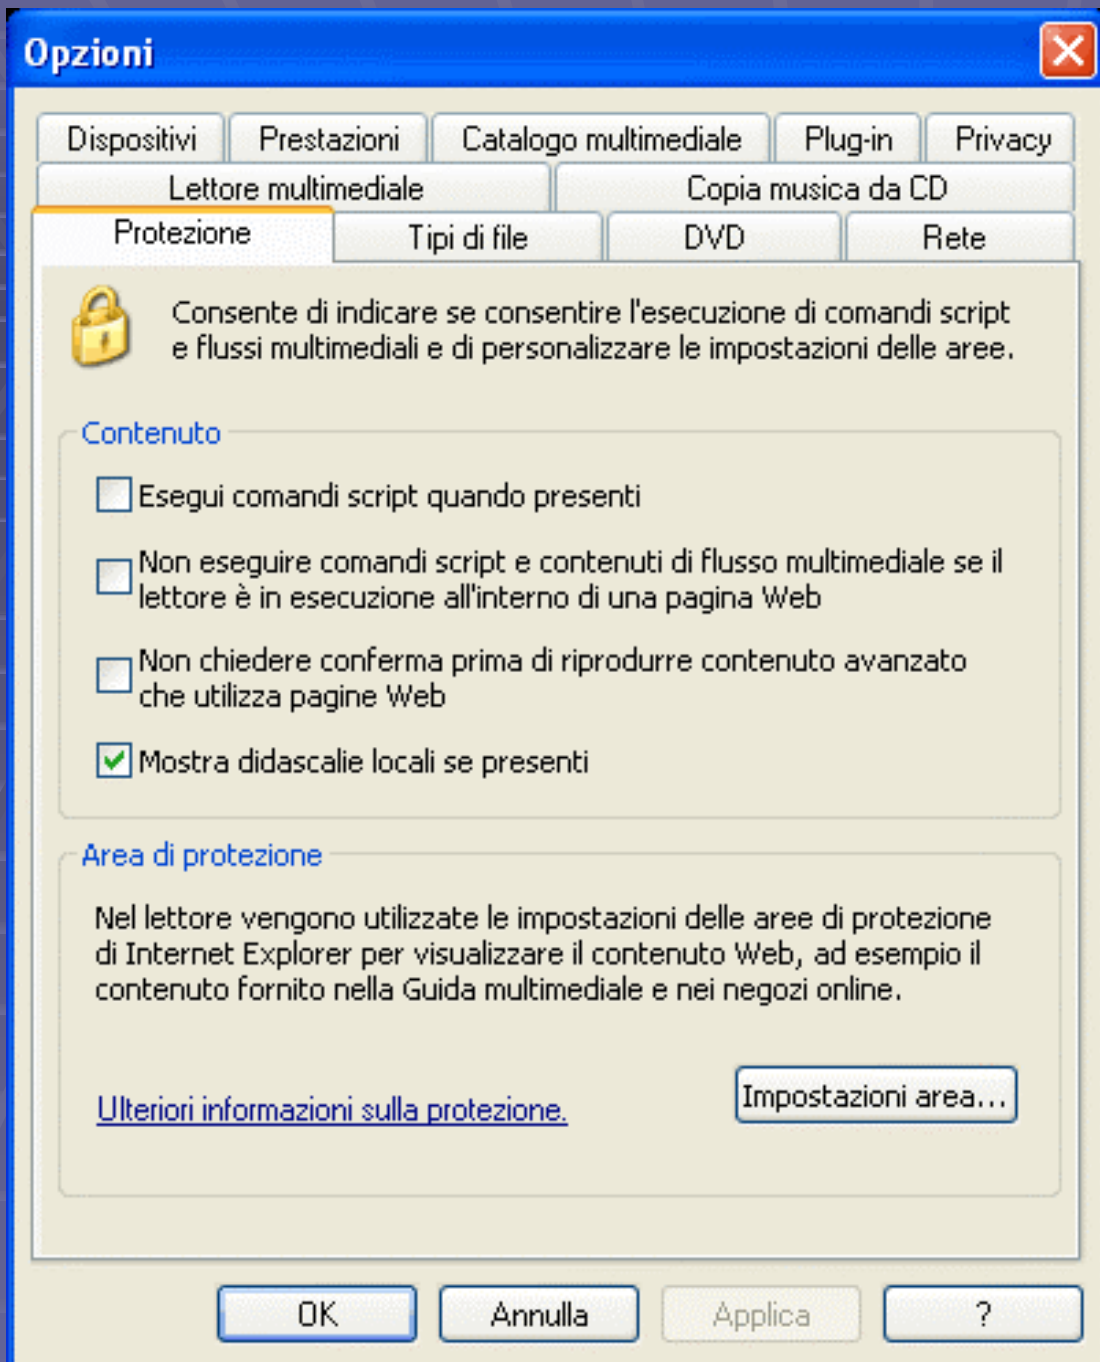 Opzioni
Dispositivi Prestazioni Catalogo multimediale Plug-in Privacy
Lettore multimediale Copia musica da CD
Protezione Tipi di file DVD Rete
Consente di indicare se consentire l'esecuzione di comandi script
e flussi multimediali e di personalizzare le impostazioni delle aree.
Contenuto
Esegui comandi script quando presenti
Non eseguire comandi script e contenuti di flusso multimediale se il
lettore è in esecuzione all'interno di una pagina Web
Non chiedere conferma prima di riprodurre contenuto avanzato
che utilizza pagine Web
Mostra didascalie locali se presenti
Area di protezione
Nel lettore vengono utilizzate le impostazioni delle aree di protezione
di Internet Explorer per visualizzare il contenuto Web, ad esempio il
contenuto fornito nella Guida multimediale e nei negozi online.
Ulteriori informazioni sulla protezione. Impostazioni area...
OK Annulla Applica ?